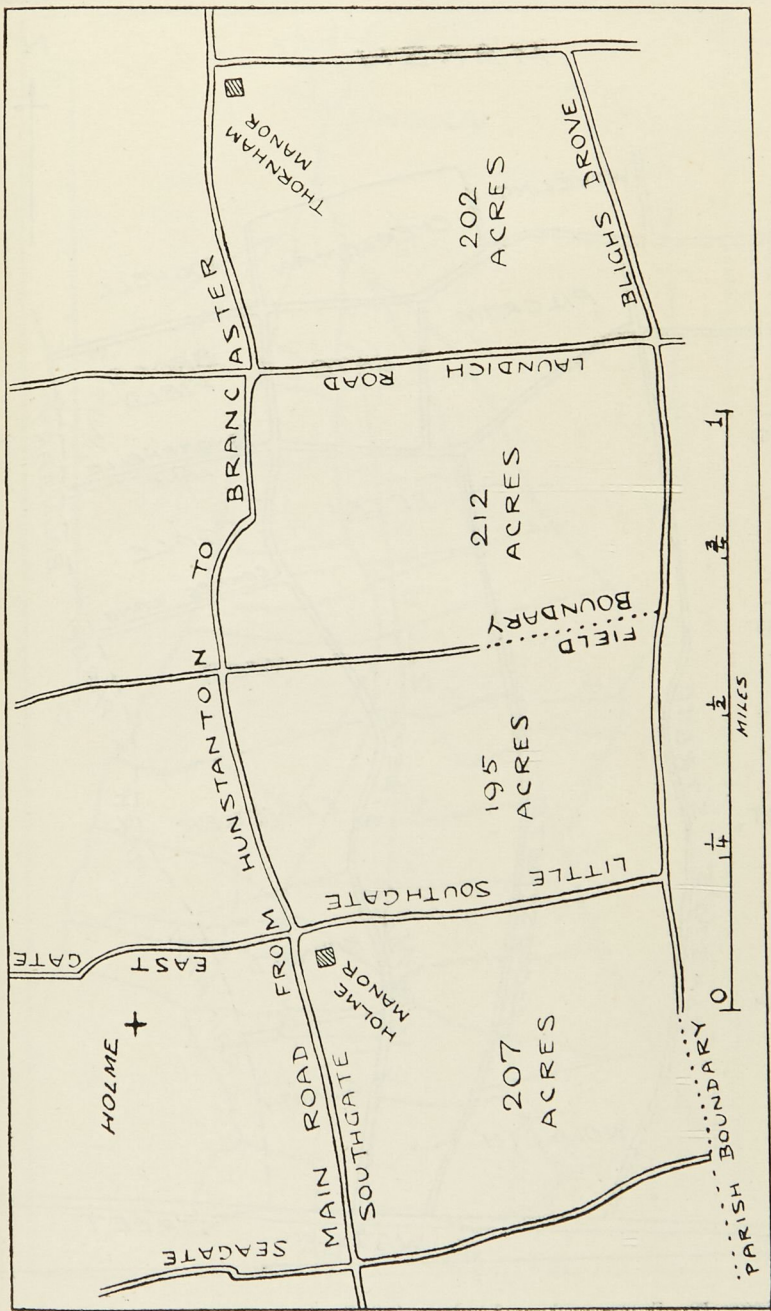 HOLME
SEAGATE
EAST GATE
MAIN ROAD FROM HUNSTANTON TO BRANCASTER
SOUTHGATE
HOLME
MANOR
THORNHAM
MANOR
LITTLE SOUTHGATE
LAUNDICH ROAD
207
ACRES
195
ACRES
212
ACRES
202
ACRES
FIELD
BOUNDARY
BLIGHS DROVE
PARISH BOUNDARY
0 1/4 1/2 3/4 1
MILES